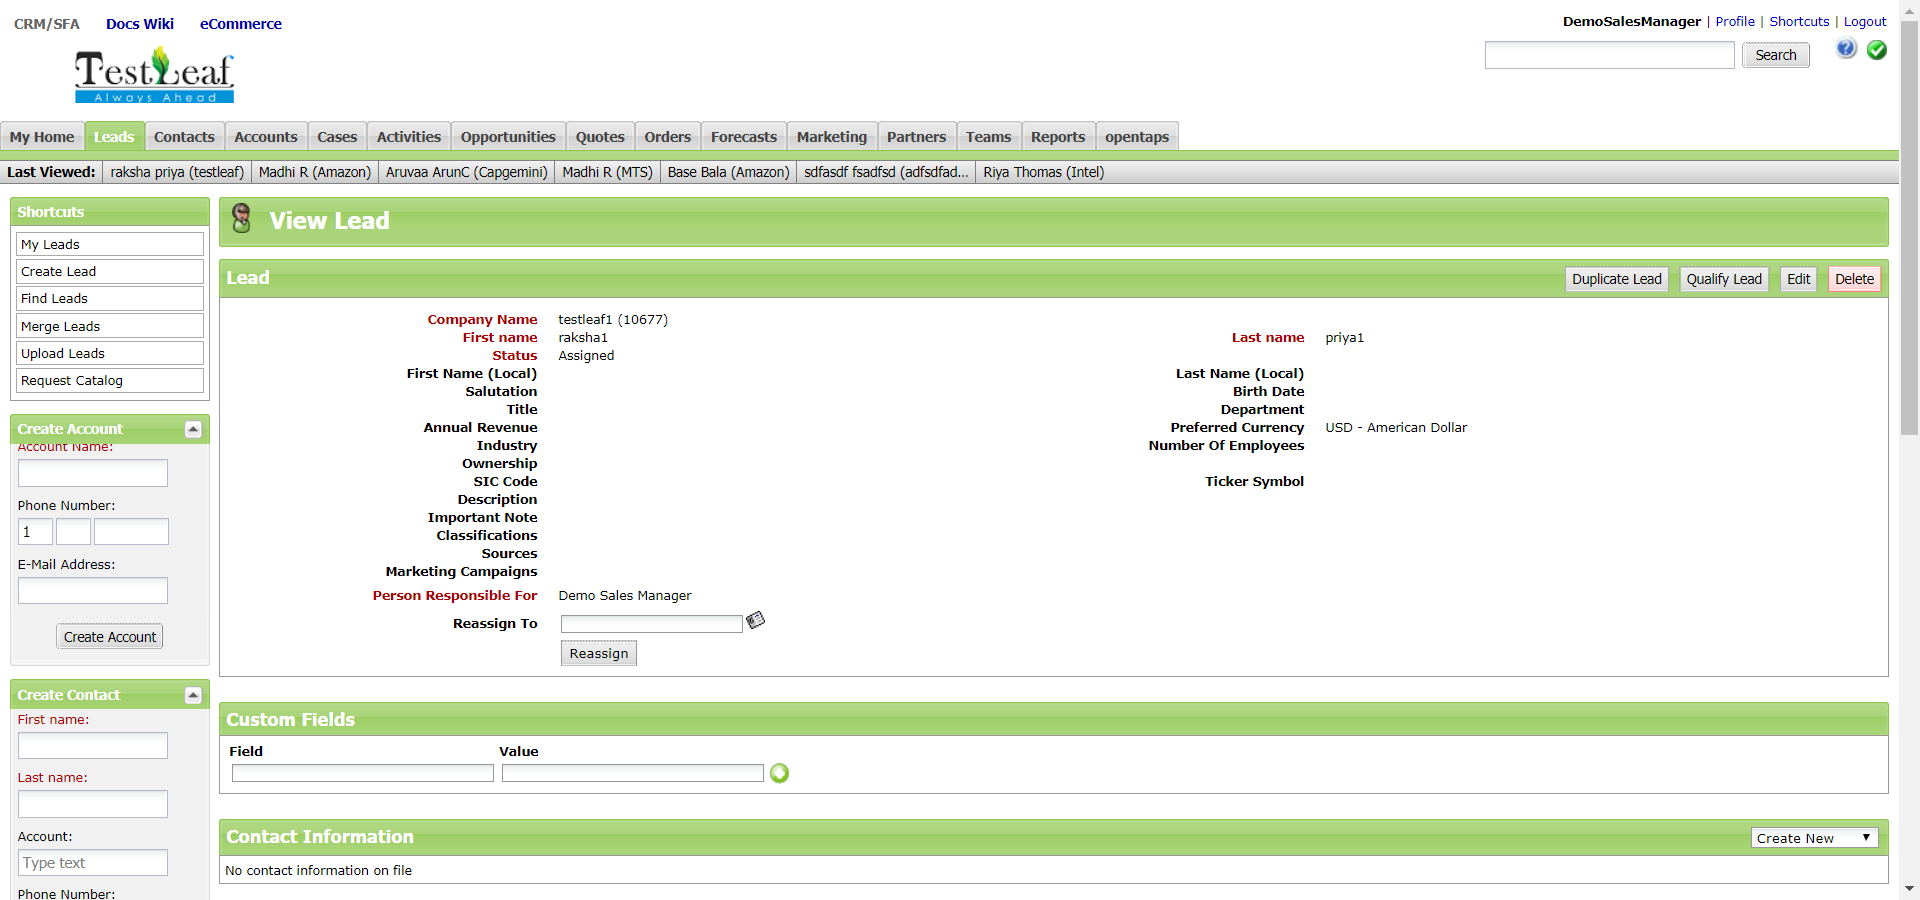 CRM/SFA Docs Wiki eCommerce
DemoSalesManager | Profile | Shortcuts | Logout
TestLeaf
Always Ahead
Search
My Home Leads Contacts Accounts Cases Activities Opportunities Quotes Orders Forecasts Marketing Partners Teams Reports opentaps
Last Viewed: raksha priya (testleaf) Madhi R (Amazon) Aruvaa ArunC (Capgemini) Madhi R (MTS) Base Bala (Amazon) sdfasdf fsadfsd (adfsdfad... Riya Thomas (Intel)
Shortcuts
My Leads
Create Lead
Find Leads
Merge Leads
Upload Leads
Request Catalog
Create Account
Account Name:
Phone Number:
1
E-Mail Address:
Create Account
Create Contact
First name:
Last name:
Account:
Type text
Phone Number:
View Lead
Lead Duplicate Lead Qualify Lead Edit Delete
Company Name testleaf1 (10677)
First name raksha1 Last name priya1
Status Assigned
First Name (Local) Last Name (Local)
Salutation Birth Date
Title Department
Annual Revenue Preferred Currency USD - American Dollar
Industry Number Of Employees
Ownership
SIC Code Ticker Symbol
Description
Important Note
Classifications
Sources
Marketing Campaigns
Person Responsible For Demo Sales Manager
Reassign To
Reassign
Custom Fields
Field Value
Contact Information Create New
No contact information on file